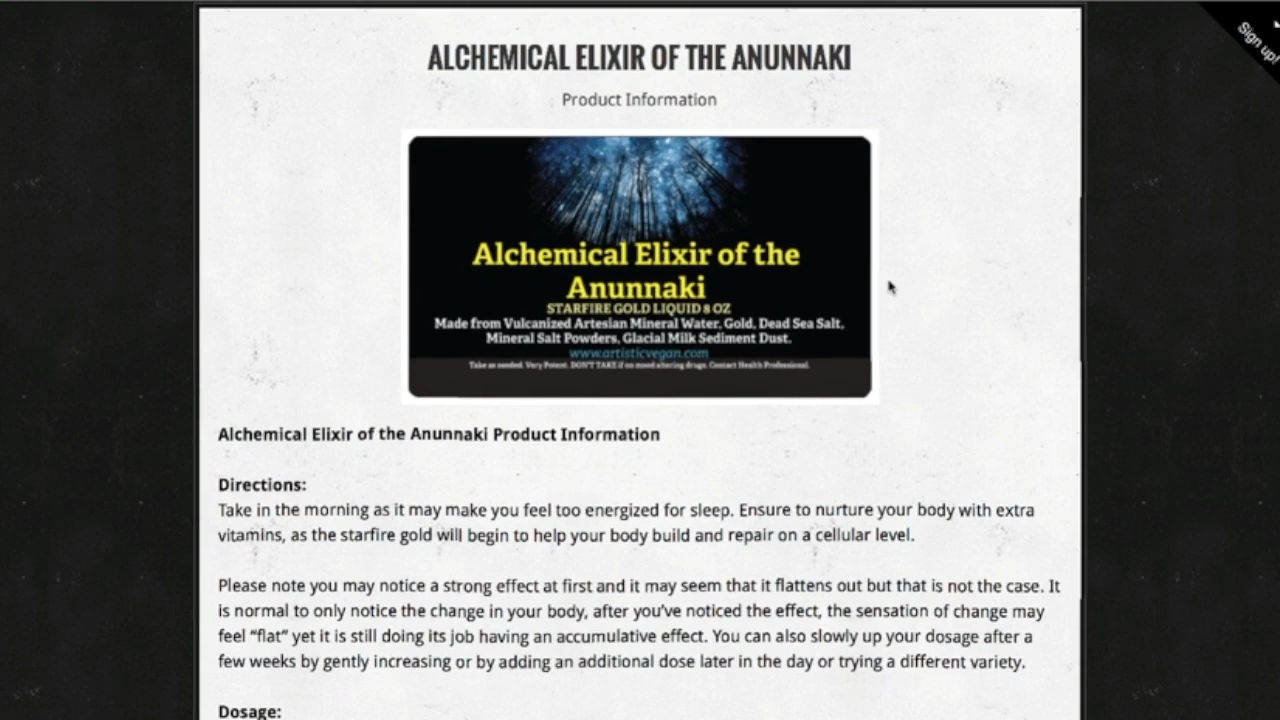 Sign up!
ALCHEMICAL ELIXIR OF THE ANUNNAKI
Product Information
Alchemical Elixir of the
Anunnaki
STARFIRE GOLD LIQUID 8 OZ
Made from Vulcanized Artesian Mineral Water, Gold, Dead Sea Salt,
Mineral Salt Powders, Glacial Milk Sediment Dust.
www.artisticvegan.com
Take as needed. Very Potent. DON'T TAKE if on mood altering drugs. Contact Health Professional.
Alchemical Elixir of the Anunnaki Product Information
Directions:
Take in the morning as it may make you feel too energized for sleep. Ensure to nurture your body with extra
vitamins, as the starfire gold will begin to help your body build and repair on a cellular level.
Please note you may notice a strong effect at first and it may seem that it flattens out but that is not the case. It
is normal to only notice the change in your body, after you've noticed the effect, the sensation of change may
feel "flat" yet it is still doing its job having an accumulative effect. You can also slowly up your dosage after a
few weeks by gently increasing or by adding an additional dose later in the day or trying a different variety.
Dosage: